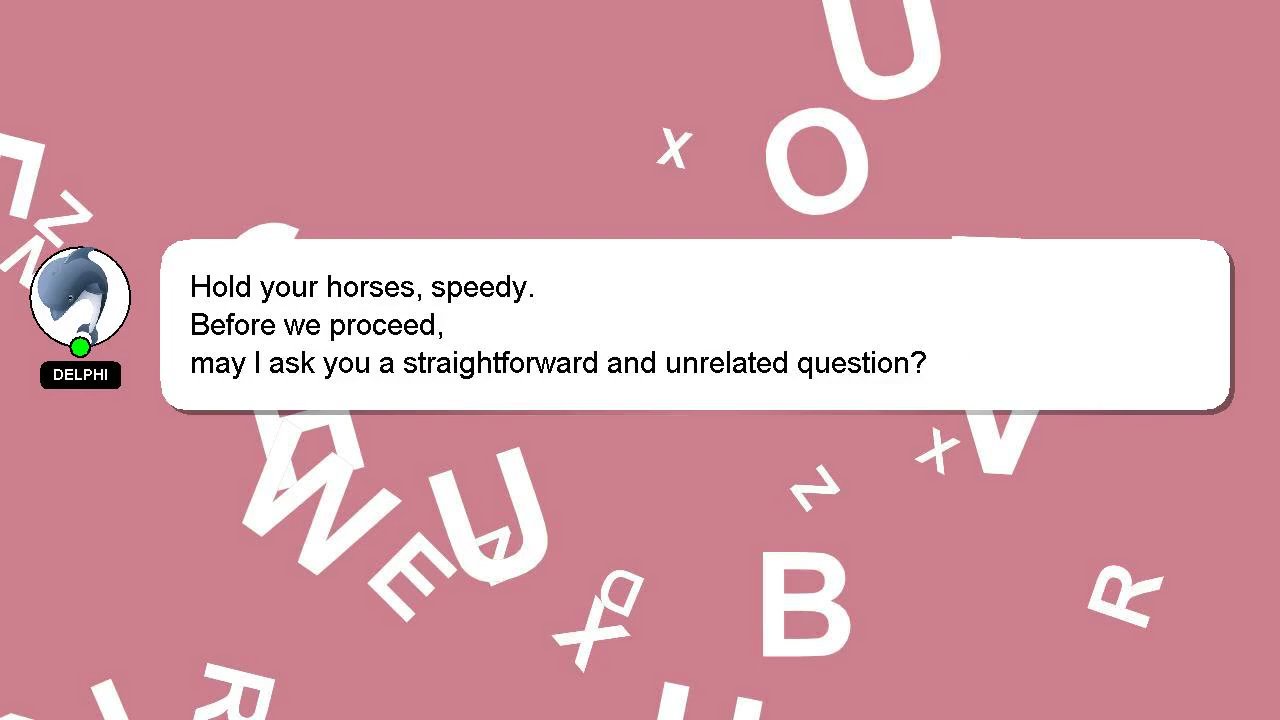 Hold your horses, speedy.
Before we proceed,
may I ask you a straightforward and unrelated question?
DELPHI
U
O
X
Z
N
W
E
U
Z
D
X
B
N
X
V
R
R